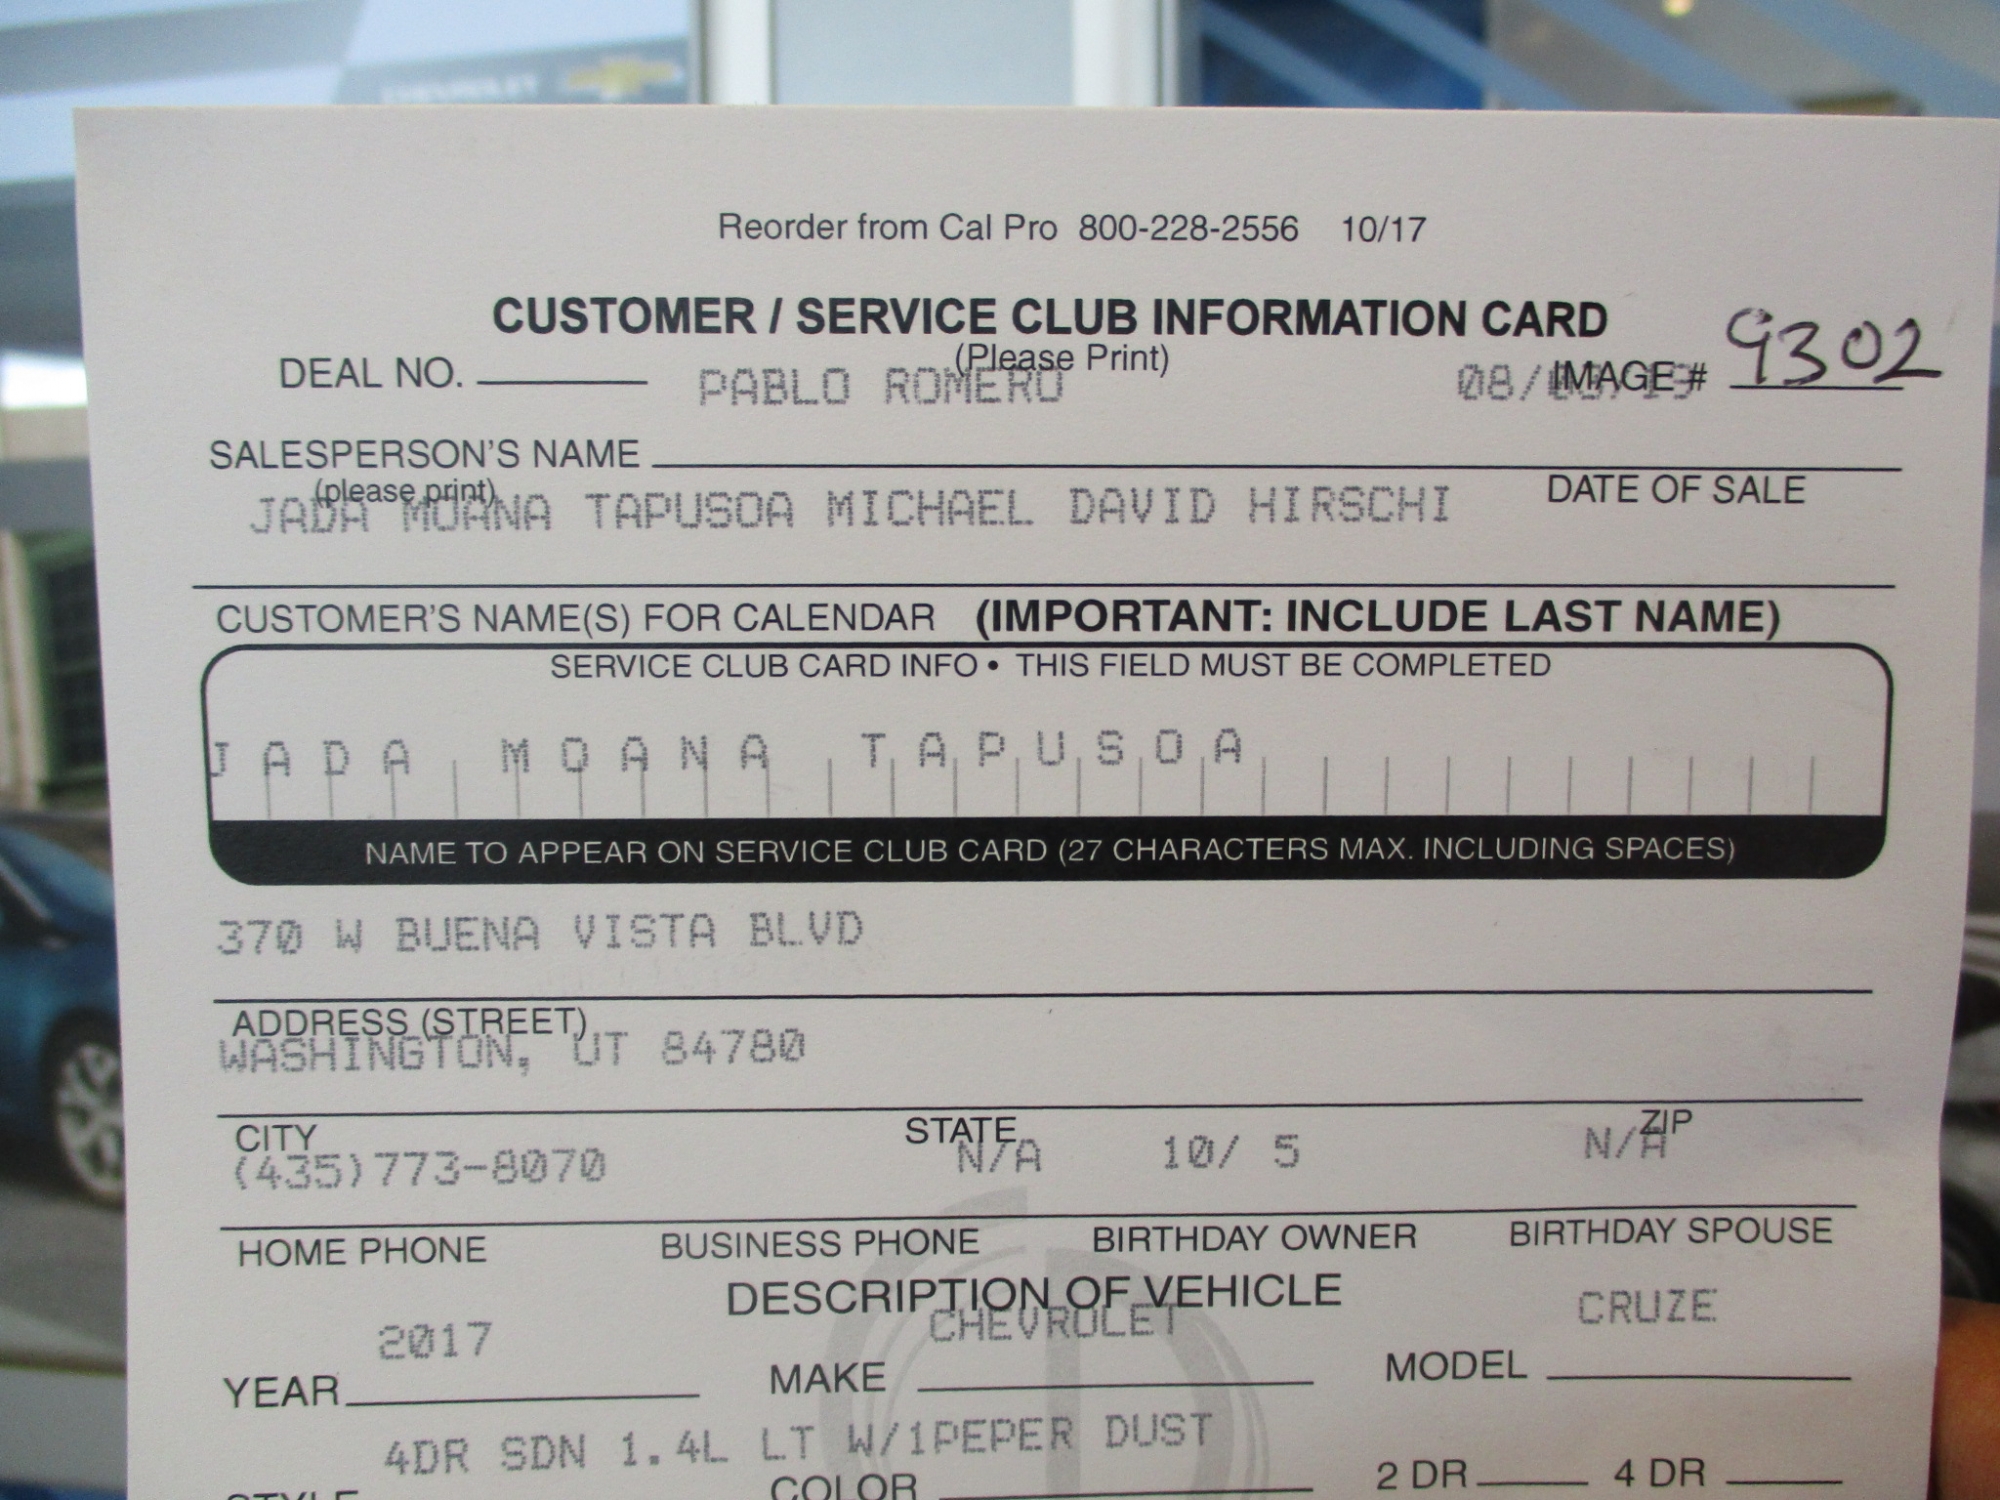 CHEVROLET
Reorder from Cal Pro 800-228-2556 10/17
CUSTOMER / SERVICE CLUB INFORMATION CARD
(Please Print)
DEAL NO. PABLO ROMERO 08/ IMAGE# 9302
SALESPERSON'S NAME
(please print) DATE OF SALE
JADA MOANA TAPUSOA MICHAEL DAVID HIRSCHI
CUSTOMER'S NAME(S) FOR CALENDAR (IMPORTANT: INCLUDE LAST NAME)
SERVICE CLUB CARD INFO • THIS FIELD MUST BE COMPLETED
JADA MOANA TAPUSOA
NAME TO APPEAR ON SERVICE CLUB CARD (27 CHARACTERS MAX. INCLUDING SPACES)
370 W BUENA VISTA BLVD
ADDRESS (STREET)
WASHINGTON, UT 84780
CITY STATE ZIP
(435)773-8070 N/A 10/ 5 N/A
HOME PHONE BUSINESS PHONE BIRTHDAY OWNER BIRTHDAY SPOUSE
DESCRIPTION OF VEHICLE
2017 CHEVROLET CRUZE
YEAR MAKE MODEL
4DR SDN 1.4L LT W/1PEPER DUST
STYLE COLOR 2 DR 4 DR